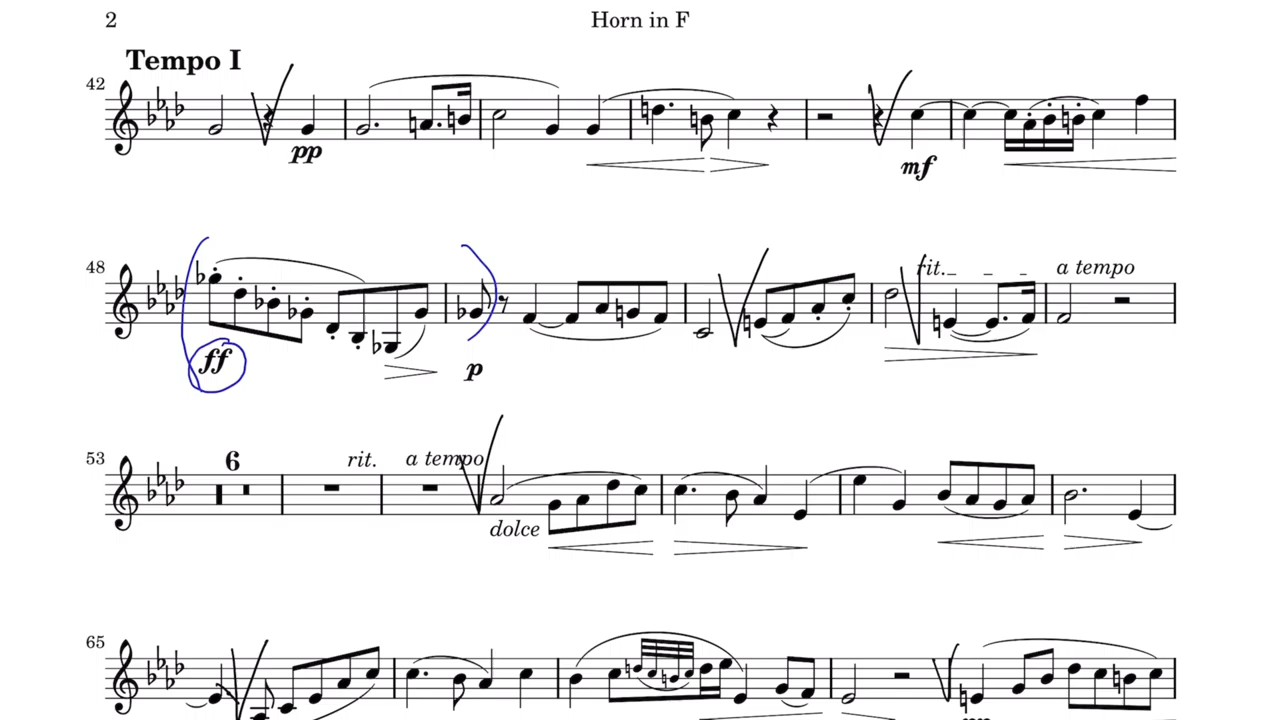 2
Horn in F
Tempo I
42
pp
mf
48
rit.
a tempo
ff
p
53
6
rit.
a tempo
dolce
65